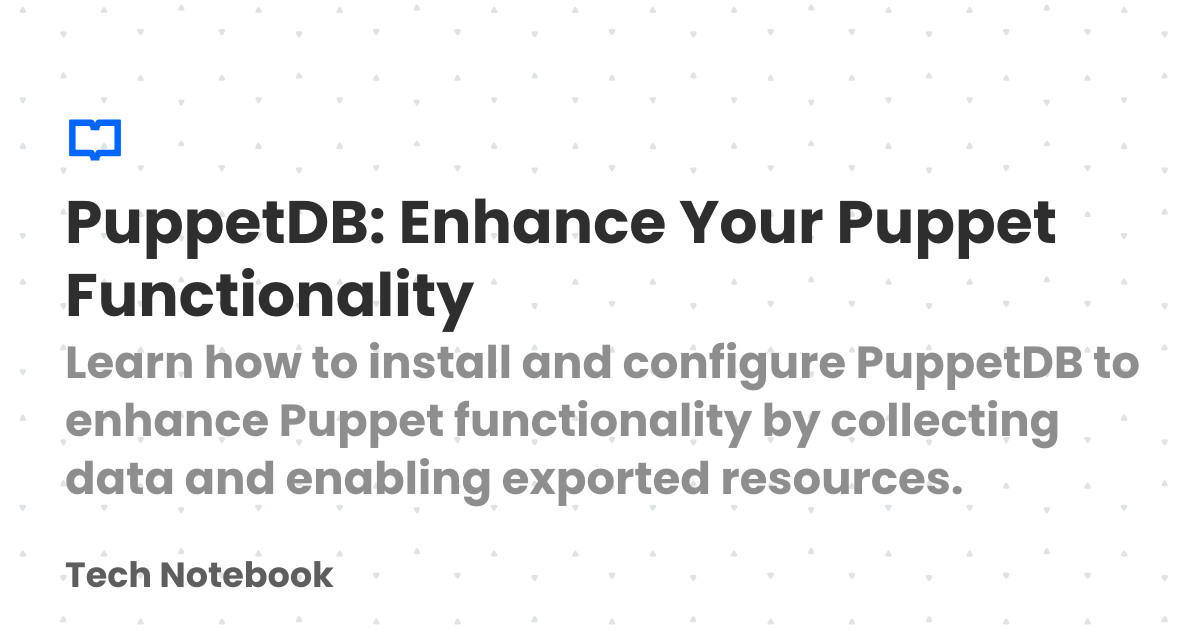 PuppetDB: Enhance Your Puppet
Functionality
Learn how to install and configure PuppetDB to
enhance Puppet functionality by collecting
data and enabling exported resources.
Tech Notebook